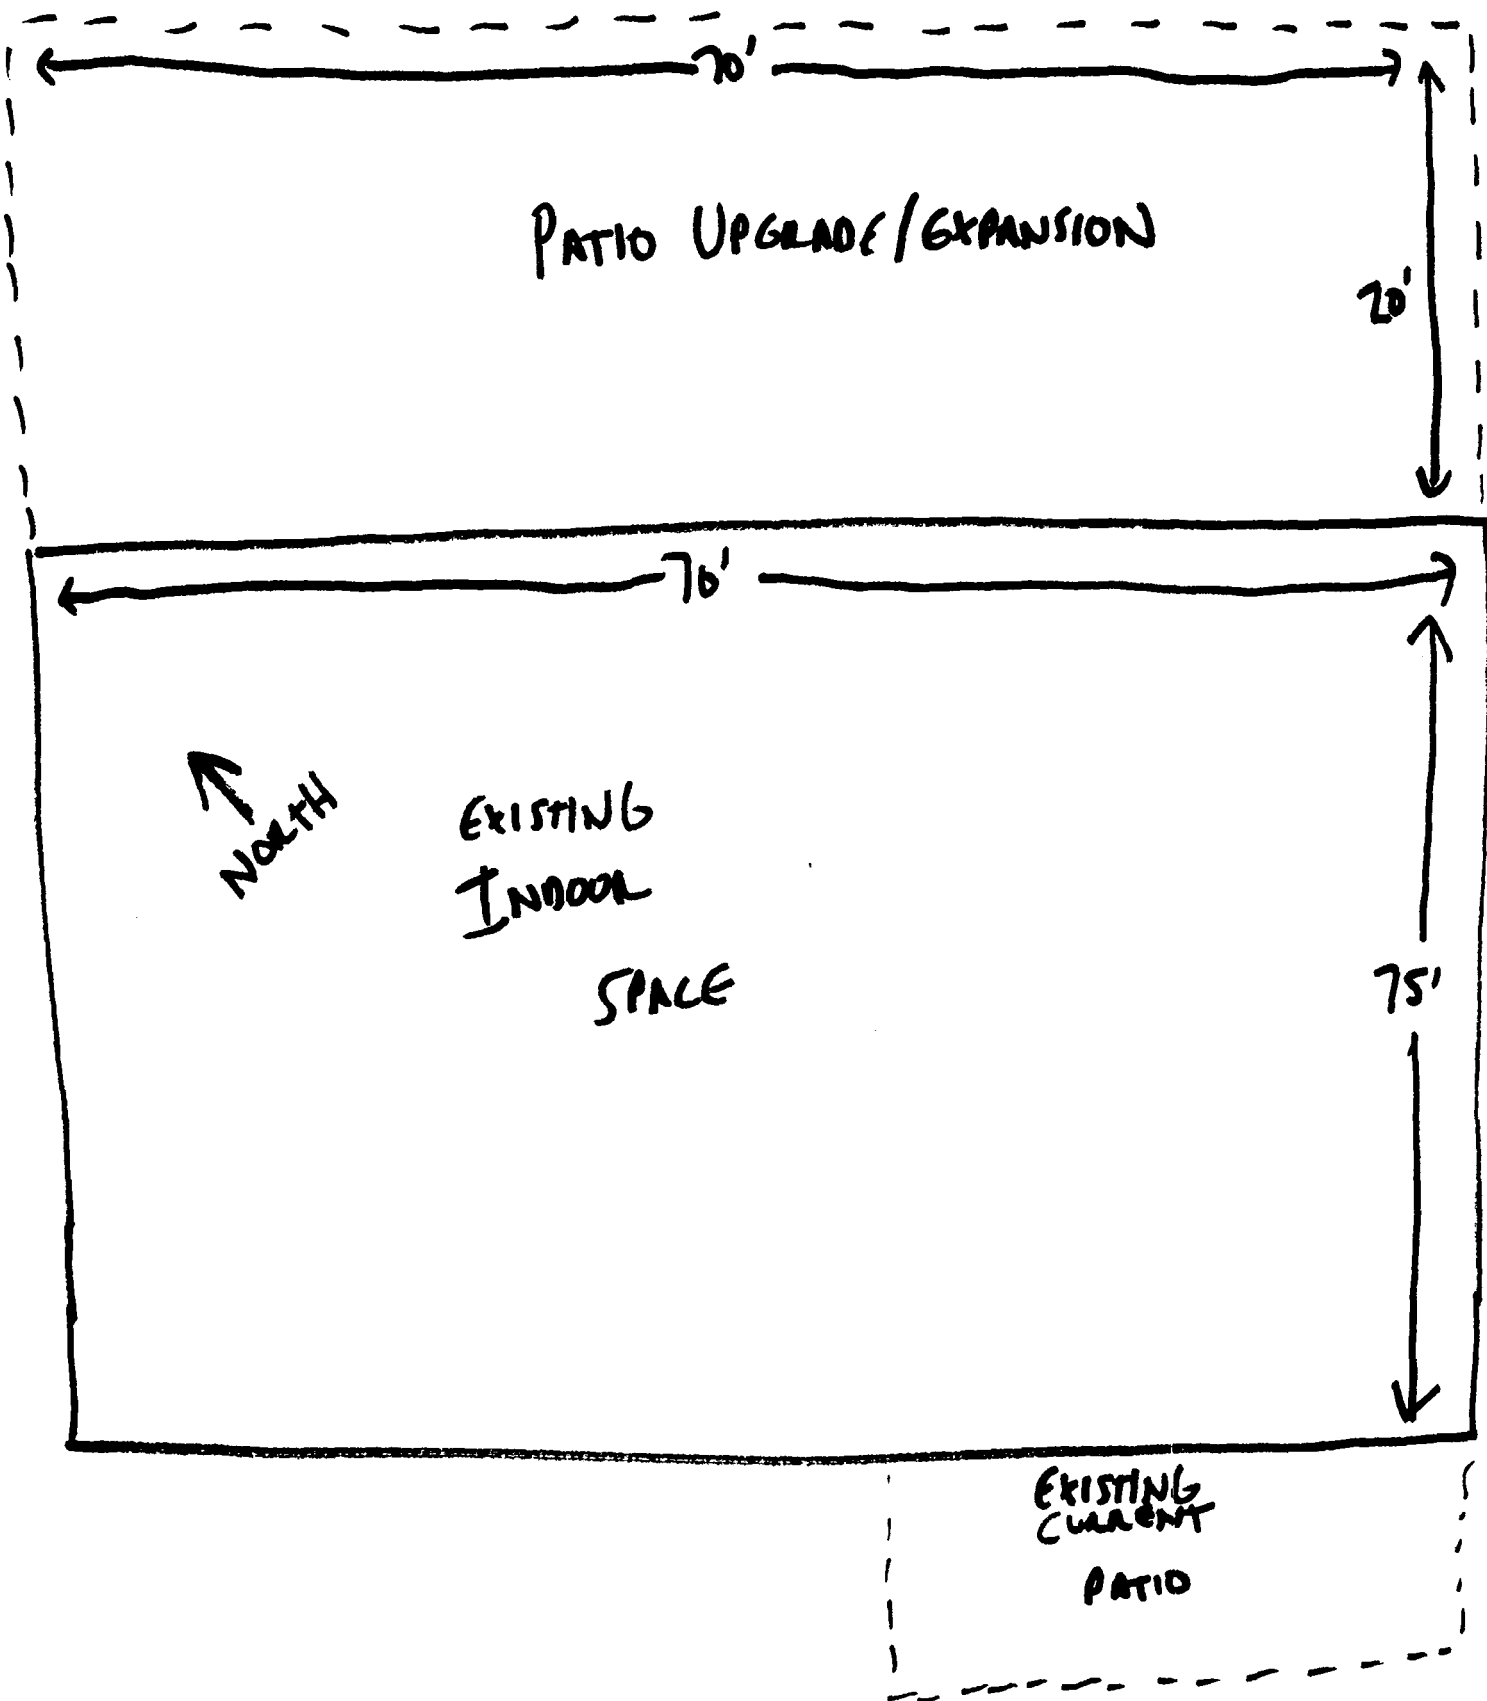 70'
PATIO UPGRADE/EXPANSION
20'
70'
75'
NORTH
EXISTING
INDOOR
SPACE
EXISTING
CURRENT
PATIO